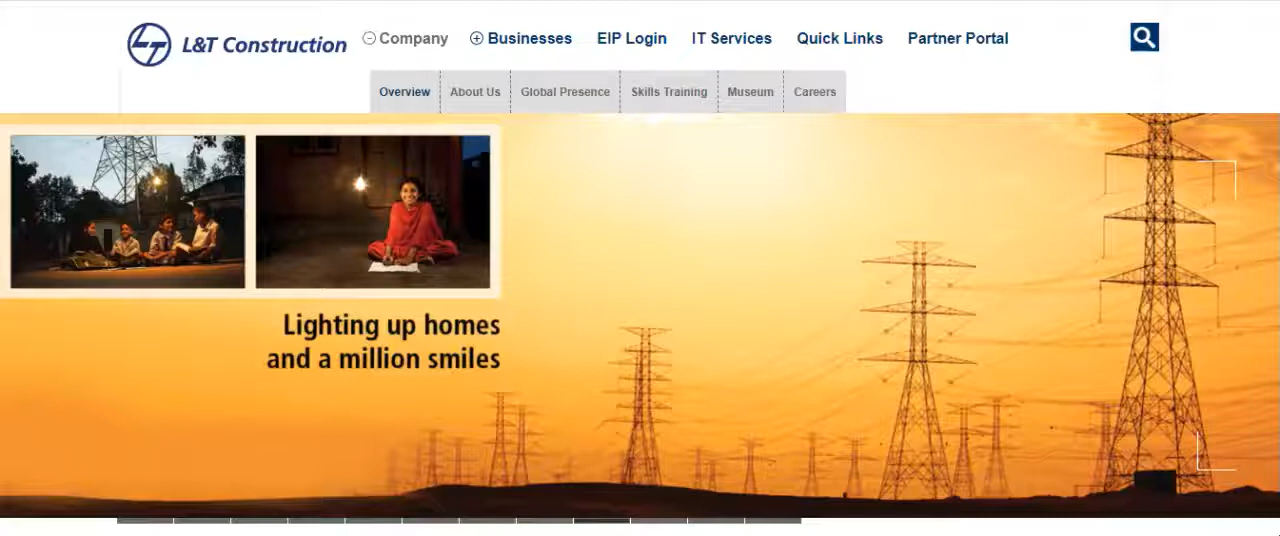 L&T Construction
Company Businesses EIP Login IT Services Quick Links Partner Portal
Overview About Us Global Presence Skills Training Museum Careers
Lighting up homes
and a million smiles